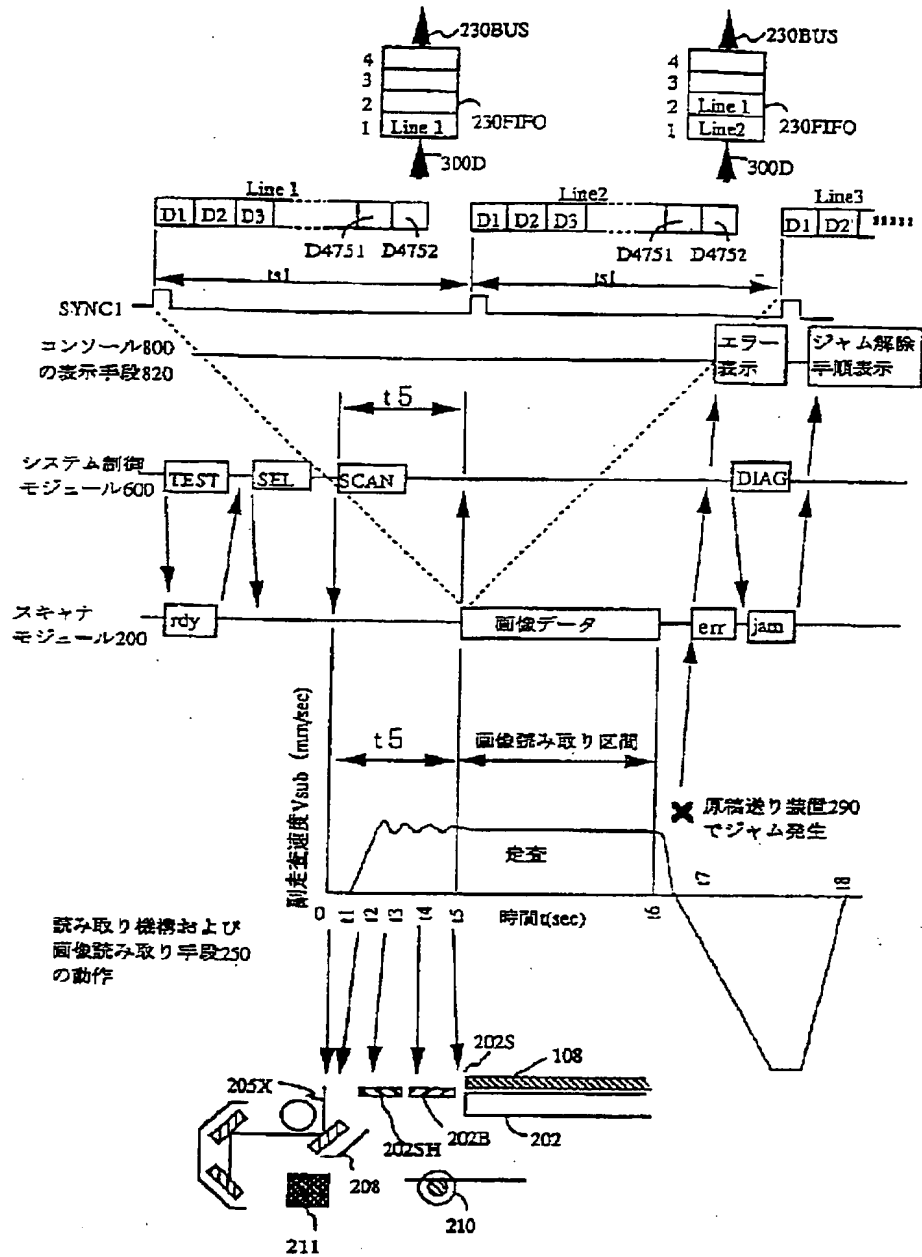 230BUS
230BUS
4
3
2
1
Line 1
230FIFO
300D
4
3
2
1
Line 1
Line2
230FIFO
300D
Line 1
D1 D2 D3
D4751 D4752
Line2
D1 D2 D3
D4751 D4752
Line3
D1 D2'
ts1
ts1
SYNC1
コンソール800
の表示手段820
エラー
表示
ジャム解除
手順表示
t5
システム制御
モジュール600
TEST
SEL
SCAN
DIAG
スキャナ
モジュール200
rdy
画像データ
err
jam
副走査速度Vsub (mm/sec)
t5
画像読み取り区間
原稿送り装置290
でジャム発生
走査
0 t1 t2 t3 t4 t5
時間t(sec)
t6
t7
t8
読み取り機構および
画像読み取り手段250
の動作
202S
108
205X
202SH
202B
202
208
210
211